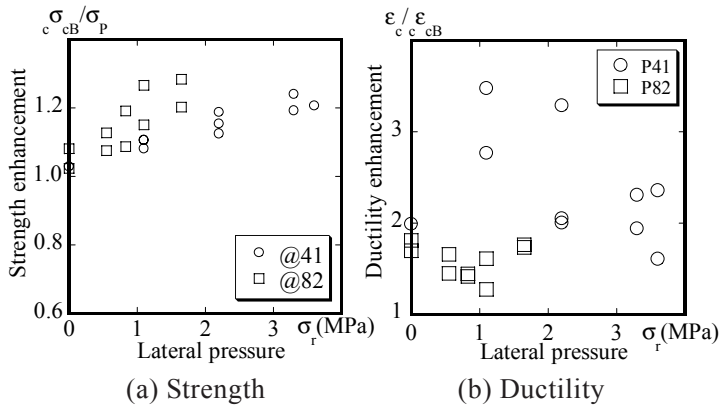 cσcB/σP
1.2
1.0
0.8
0.6
0
1
2
3
Strength enhancement
@41
@82
σr(MPa)
Lateral pressure
(a) Strength
εc/cεcB
4
3
2
1
0
1
2
3
Ductility enhancement
P41
P82
σr(MPa)
Lateral pressure
(b) Ductility